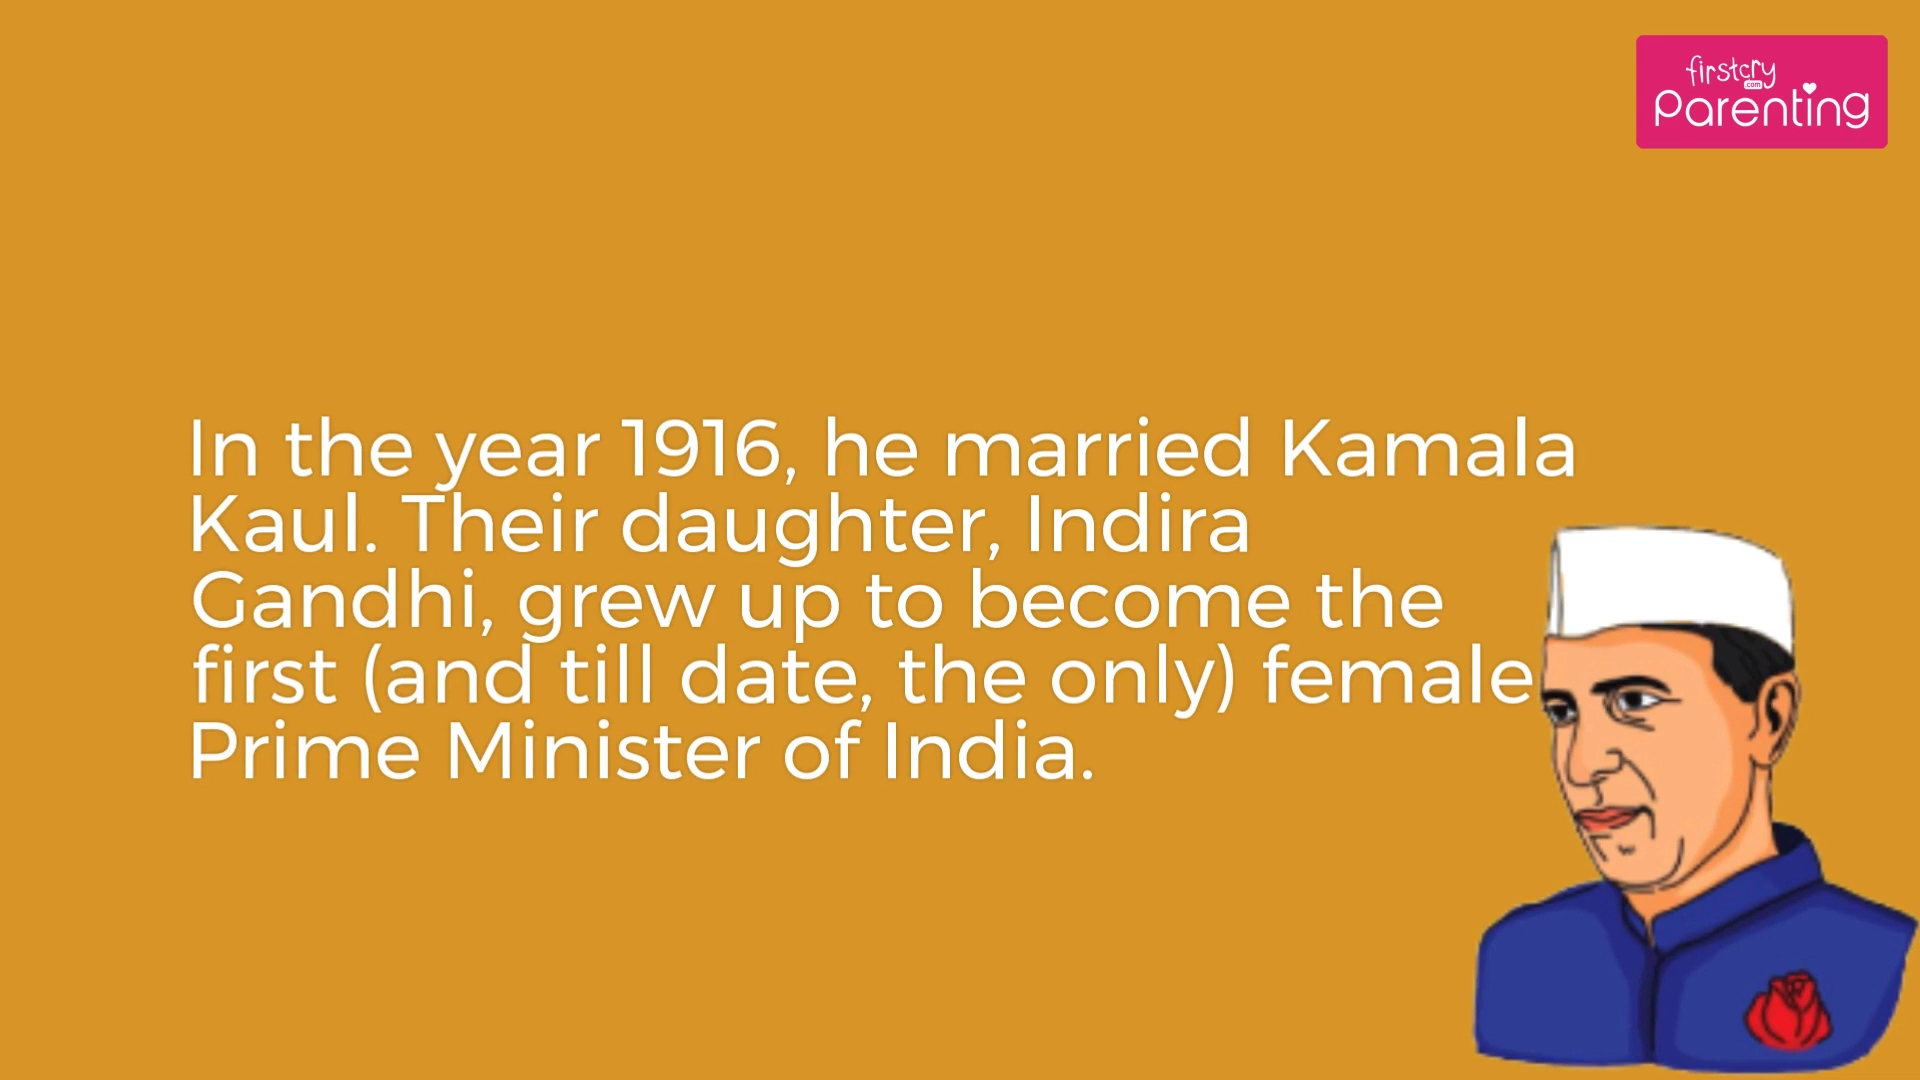 firstcry
.com
Parenting
In the year 1916, he married Kamala
Kaul. Their daughter, Indira
Gandhi, grew up to become the
first (and till date, the only) female
Prime Minister of India.